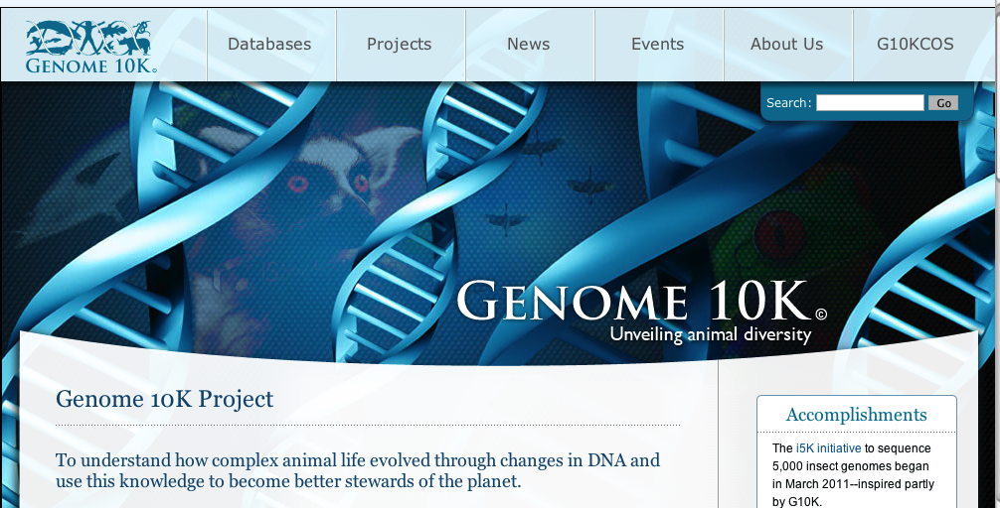 GENOME 10K©
Databases
Projects
News
Events
About Us
G10KCOS
Search:
Go
GENOME 10K©
Unveiling animal diversity
Genome 10K Project
To understand how complex animal life evolved through changes in DNA and
use this knowledge to become better stewards of the planet.
Accomplishments
The i5K initiative to sequence
5,000 insect genomes began
in March 2011--inspired partly
by G10K.